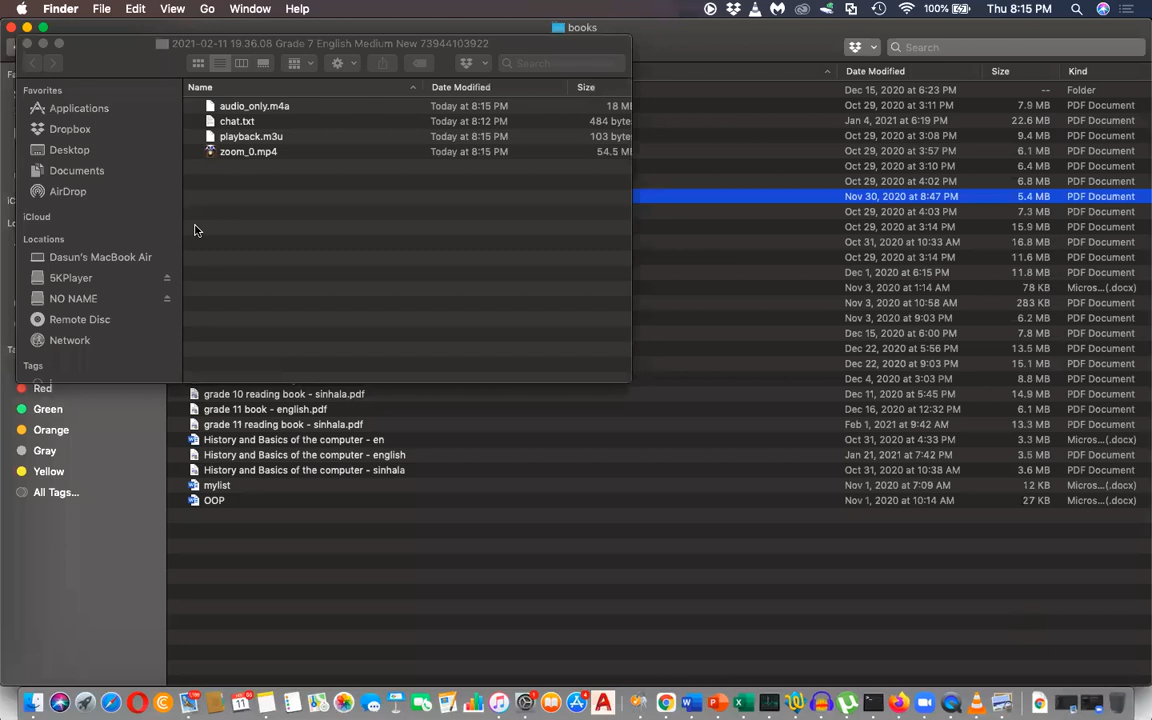 Finder File Edit View Go Window Help 100% Thu 8:15 PM
books
2021-02-11 19.36.08 Grade 7 English Medium New 73944103922
Search
Search
Favorites
Applications
Dropbox
Desktop
Documents
AirDrop
iCloud
Locations
Dasun's MacBook Air
5KPlayer
NO NAME
Remote Disc
Network
Tags
Red
Green
Orange
Gray
Yellow
All Tags...
Name Date Modified Size
audio_only.m4a Today at 8:15 PM 18 M
chat.txt Today at 8:12 PM 484 byte
playback.m3u Today at 8:15 PM 103 byte
zoom_0.mp4 Today at 8:15 PM 54.5 M
Date Modified Size Kind
Dec 15, 2020 at 6:23 PM -- Folder
Oct 29, 2020 at 3:11 PM 7.9 MB PDF Document
Jan 4, 2021 at 6:19 PM 22.6 MB PDF Document
Oct 29, 2020 at 3:08 PM 9.4 MB PDF Document
Oct 29, 2020 at 3:57 PM 6.1 MB PDF Document
Oct 29, 2020 at 3:10 PM 6.4 MB PDF Document
Oct 29, 2020 at 4:02 PM 6.8 MB PDF Document
Nov 30, 2020 at 8:47 PM 5.4 MB PDF Document
Oct 29, 2020 at 4:03 PM 7.3 MB PDF Document
Oct 29, 2020 at 3:14 PM 15.9 MB PDF Document
Oct 31, 2020 at 10:33 AM 16.8 MB PDF Document
Oct 29, 2020 at 3:14 PM 11.6 MB PDF Document
Dec 1, 2020 at 6:15 PM 11.8 MB PDF Document
Nov 3, 2020 at 1:14 AM 78 KB Micros...(.docx)
Nov 3, 2020 at 10:58 AM 283 KB PDF Document
Nov 3, 2020 at 9:03 PM 6.2 MB PDF Document
Dec 15, 2020 at 6:00 PM 7.8 MB PDF Document
Dec 22, 2020 at 5:56 PM 13.5 MB PDF Document
Dec 22, 2020 at 9:03 PM 15.1 MB PDF Document
Dec 4, 2020 at 3:03 PM 8.8 MB PDF Document
grade 10 reading book - sinhala.pdf Dec 11, 2020 at 5:45 PM 14.9 MB PDF Document
grade 11 book - english.pdf Dec 16, 2020 at 12:32 PM 6.1 MB PDF Document
grade 11 reading book - sinhala.pdf Feb 1, 2021 at 9:42 AM 13.3 MB PDF Document
History and Basics of the computer - en Oct 31, 2020 at 4:33 PM 3.3 MB Micros...(.docx)
History and Basics of the computer - english Jan 21, 2021 at 7:42 PM 3.5 MB Micros...(.docx)
History and Basics of the computer - sinhala Oct 31, 2020 at 10:38 AM 3.6 MB Micros...(.docx)
mylist Nov 1, 2020 at 7:09 AM 12 KB Micros...(.docx)
OOP Nov 1, 2020 at 10:14 AM 27 KB Micros...(.docx)